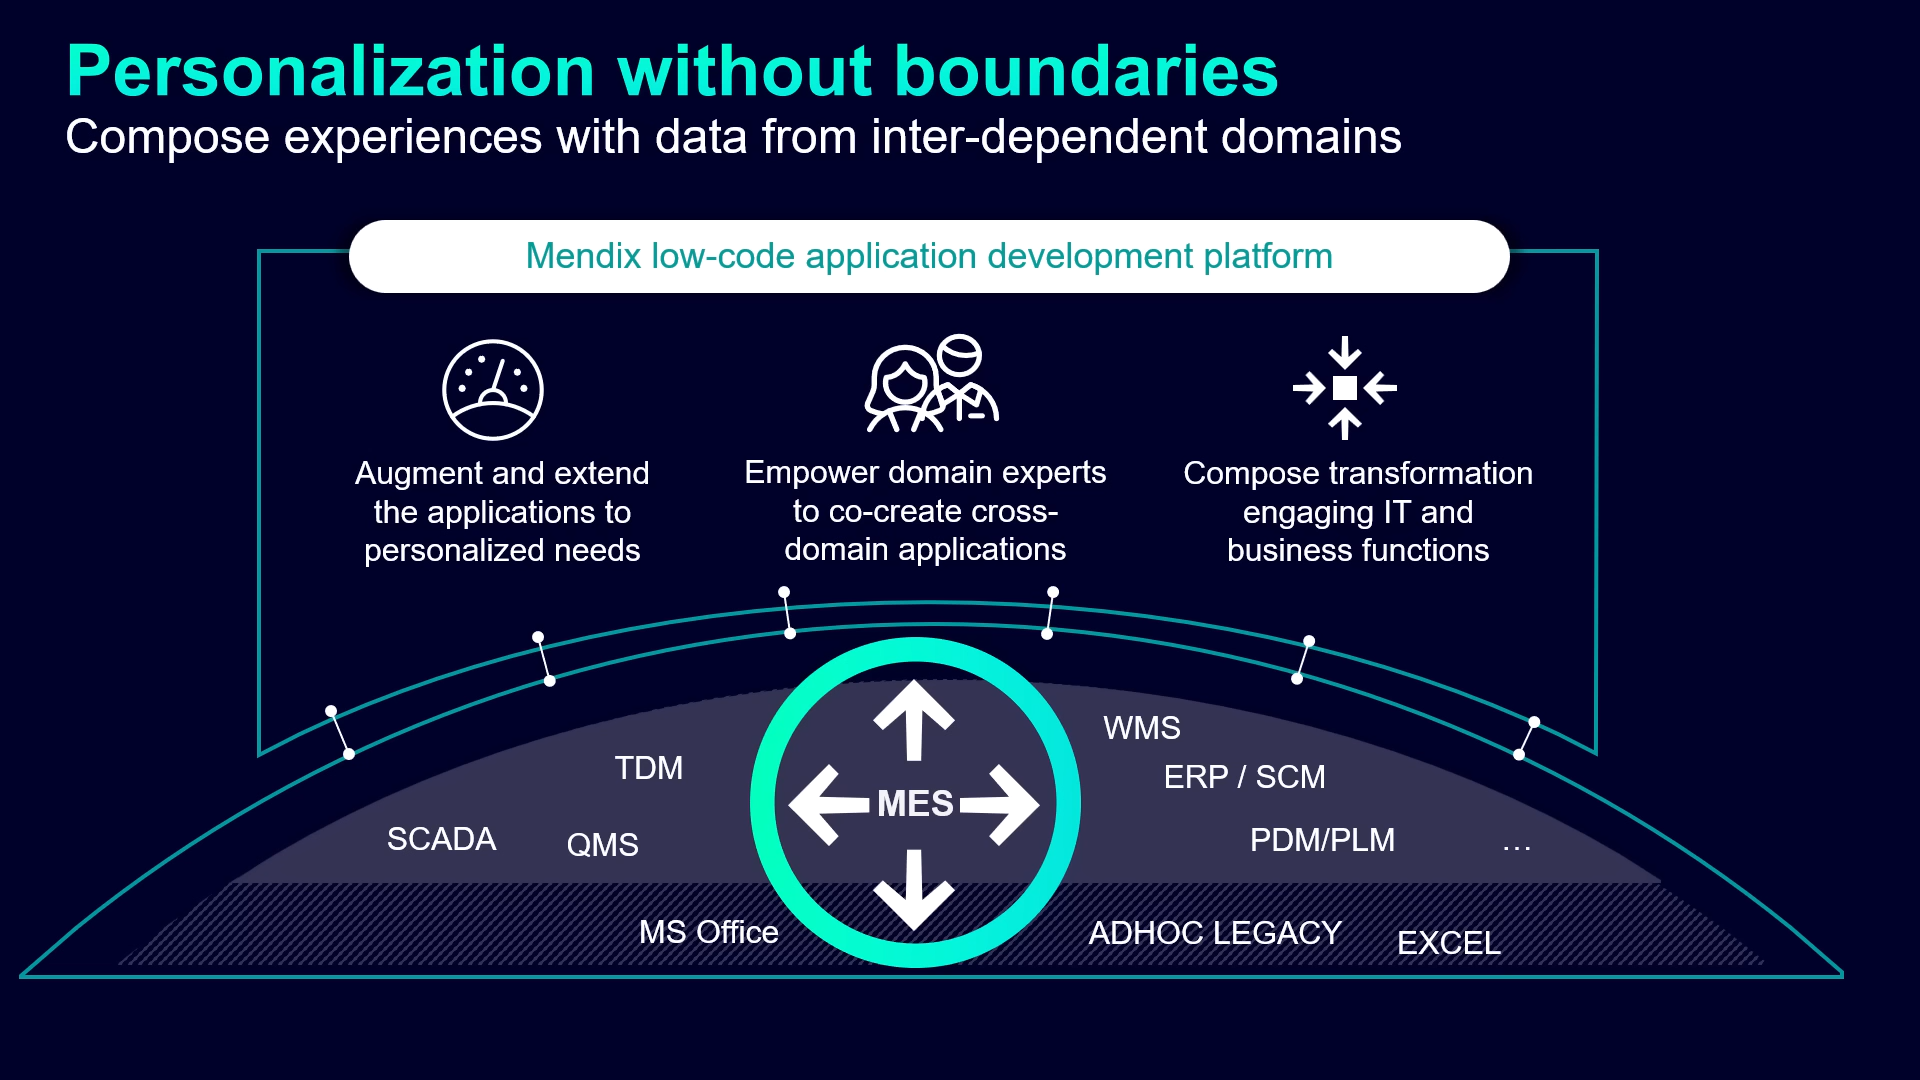 Personalization without boundaries
Compose experiences with data from inter-dependent domains
Mendix low-code application development platform
Augment and extend
the applications to
personalized needs
Empower domain experts
to co-create cross-
domain applications
Compose transformation
engaging IT and
business functions
WMS
TDM
ERP / SCM
MES
SCADA
QMS
PDM/PLM
...
MS Office
ADHOC LEGACY
EXCEL